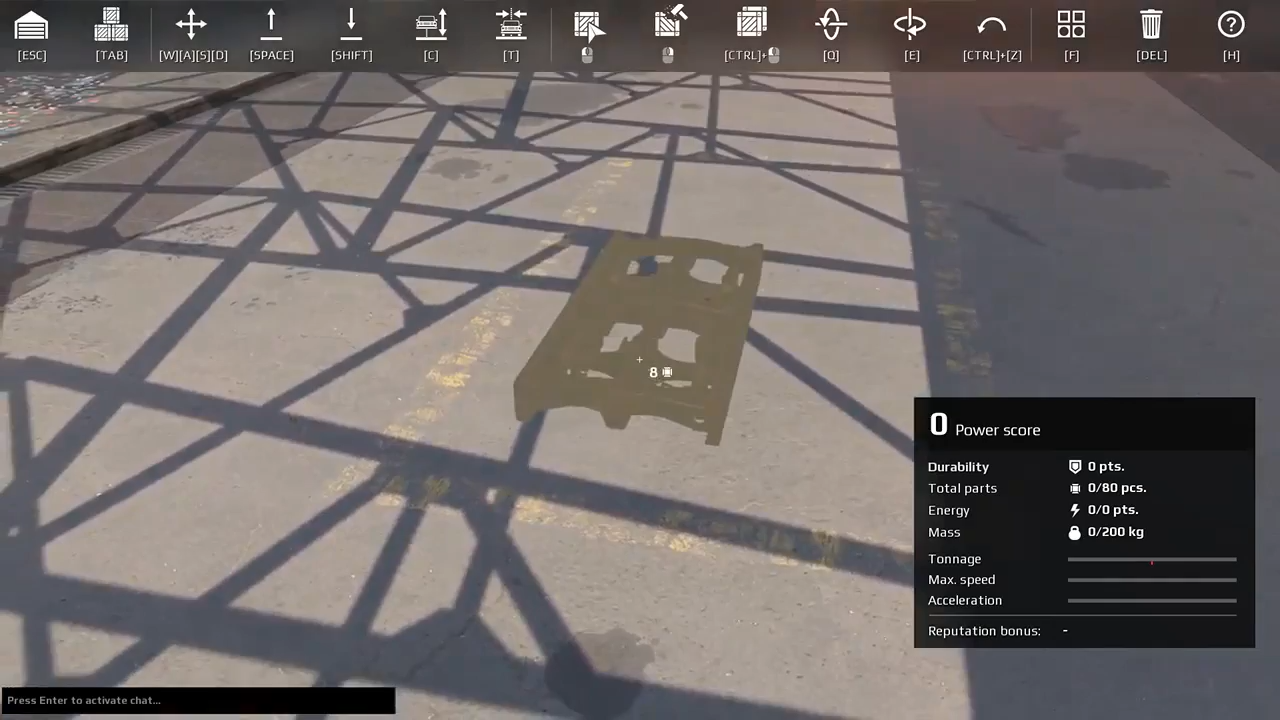 [ESC]
[TAB]
[W][A][S][D]
[SPACE]
[SHIFT]
[C]
[T]
[CTRL]+
[Q]
[E]
[CTRL]+[Z]
[F]
[DEL]
[H]
8
0 Power score
Durability 0 pts.
Total parts 0/80 pcs.
Energy 0/0 pts.
Mass 0/200 kg
Tonnage
Max. speed
Acceleration
Reputation bonus: -
Press Enter to activate chat...